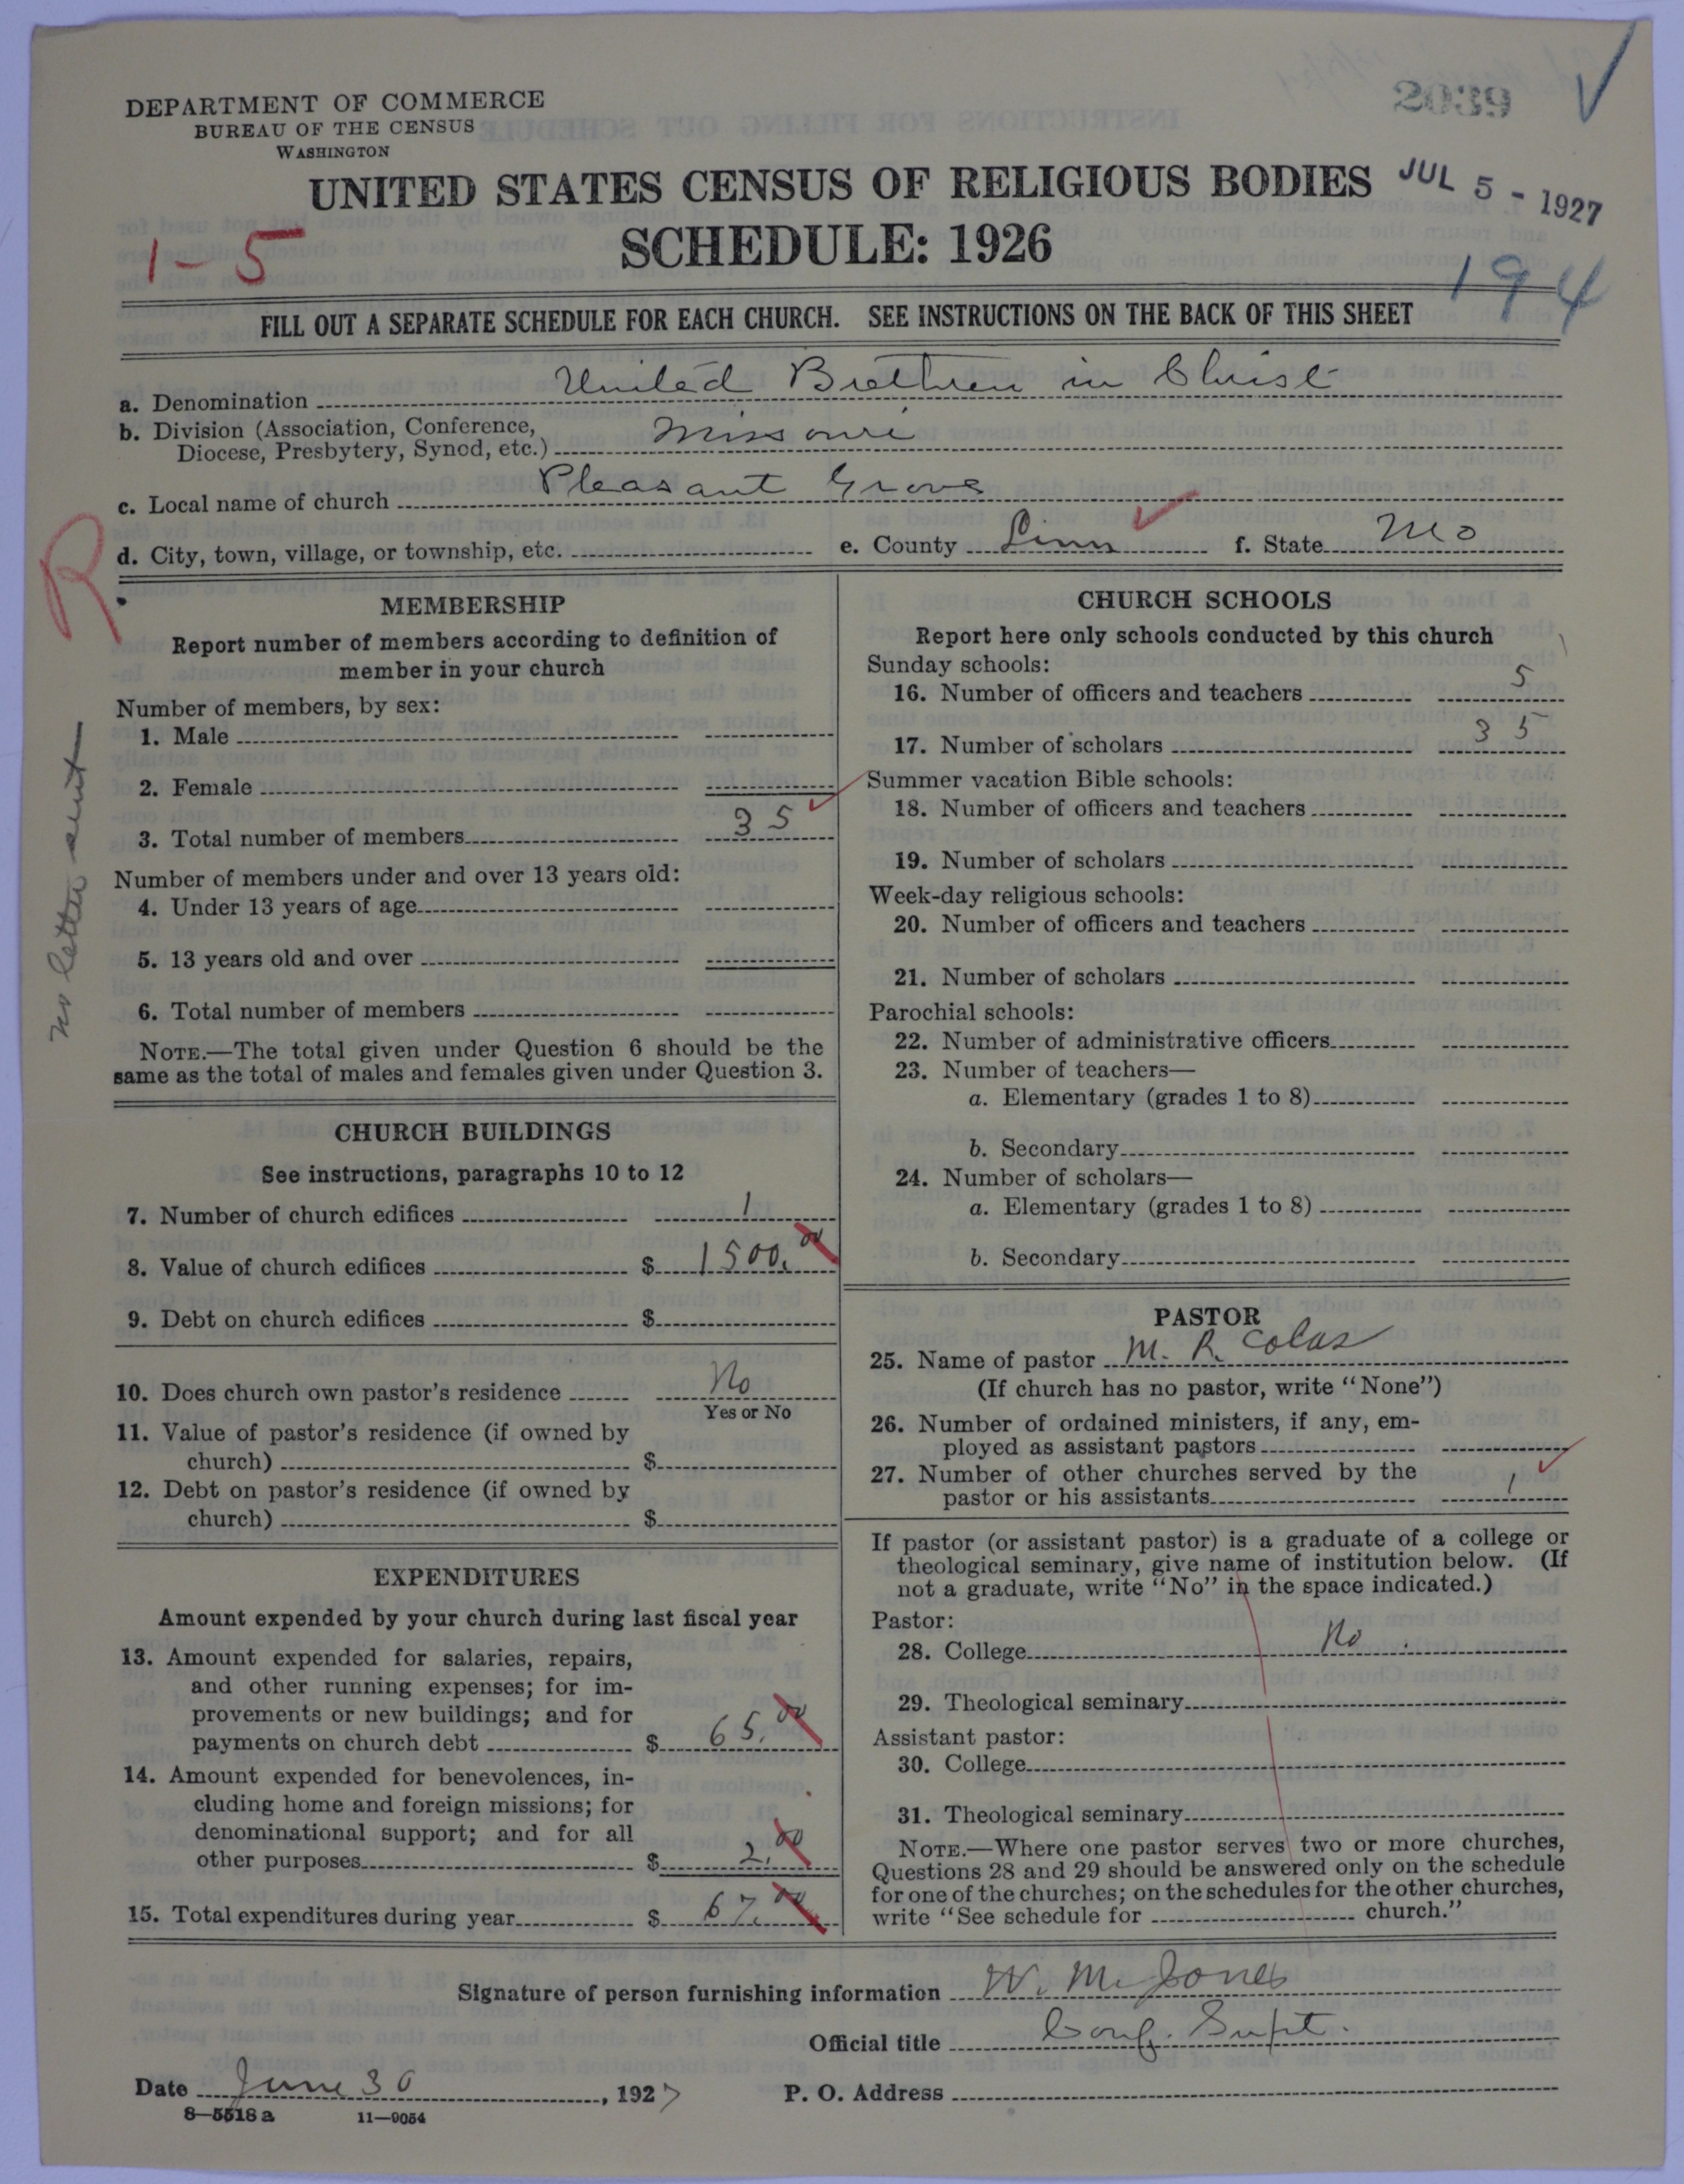 2039
DEPARTMENT OF COMMERCE
BUREAU OF THE CENSUS
WASHINGTON
UNITED STATES CENSUS OF RELIGIOUS BODIES
JUL 5 - 1927
SCHEDULE: 1926
1-5
194
FILL OUT A SEPARATE SCHEDULE FOR EACH CHURCH. SEE INSTRUCTIONS ON THE BACK OF THIS SHEET
a. Denomination United Brethren in Christ
b. Division (Association, Conference,
Diocese, Presbytery, Synod, etc.) Missouri
c. Local name of church Pleasant Grove
d. City, town, village, or township, etc. e. County Linn f. State Mo
R
no letter sent
MEMBERSHIP
Report number of members according to definition of
member in your church
Number of members, by sex:
1. Male
2. Female
3. Total number of members 35
Number of members under and over 13 years old:
4. Under 13 years of age
5. 13 years old and over
6. Total number of members
NOTE.—The total given under Question 6 should be the
same as the total of males and females given under Question 3.
CHURCH BUILDINGS
See instructions, paragraphs 10 to 12
7. Number of church edifices 1
8. Value of church edifices $ 1500.00
9. Debt on church edifices $
10. Does church own pastor's residence No
Yes or No
11. Value of pastor's residence (if owned by
church) $
12. Debt on pastor's residence (if owned by
church) $
EXPENDITURES
Amount expended by your church during last fiscal year
13. Amount expended for salaries, repairs,
and other running expenses; for im-
provements or new buildings; and for
payments on church debt $ 65.00
14. Amount expended for benevolences, in-
cluding home and foreign missions; for
denominational support; and for all
other purposes $ 2.00
15. Total expenditures during year $ 67.00
CHURCH SCHOOLS
Report here only schools conducted by this church
Sunday schools:
16. Number of officers and teachers 5
17. Number of scholars 35
Summer vacation Bible schools:
18. Number of officers and teachers
19. Number of scholars
Week-day religious schools:
20. Number of officers and teachers
21. Number of scholars
Parochial schools:
22. Number of administrative officers
23. Number of teachers—
a. Elementary (grades 1 to 8)
b. Secondary
24. Number of scholars—
a. Elementary (grades 1 to 8)
b. Secondary
PASTOR
25. Name of pastor M. R. Colas
(If church has no pastor, write "None")
26. Number of ordained ministers, if any, em-
ployed as assistant pastors
27. Number of other churches served by the
pastor or his assistants 1
If pastor (or assistant pastor) is a graduate of a college or
theological seminary, give name of institution below. (If
not a graduate, write "No" in the space indicated.)
Pastor:
28. College No
29. Theological seminary
Assistant pastor:
30. College
31. Theological seminary
NOTE.—Where one pastor serves two or more churches,
Questions 28 and 29 should be answered only on the schedule
for one of the churches; on the schedules for the other churches,
write "See schedule for church."
Signature of person furnishing information W. M. Jones
Official title Conf. Supt.
Date June 30, 1927 P. O. Address
8—5518 a 11—9054